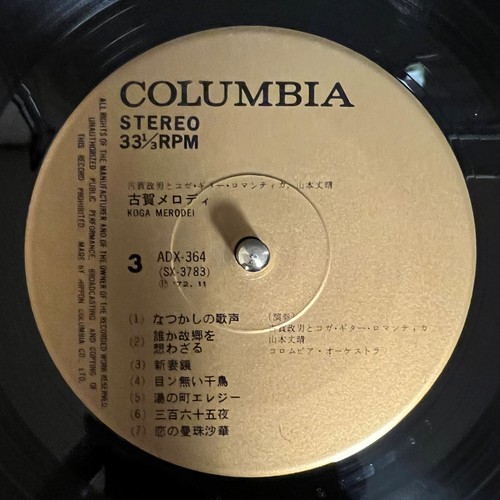 COLUMBIA
STEREO
33⅓RPM
古賀政男とコガ・ギター・ロマンティカ、山本丈晴
古賀メロディ
KOGA MERODEI
3 ADX-364
(SX-3783)
Ⓟ '72.11
(1) なつかしの歌声
(2) 誰か故郷を
想わざる
(3) 新妻鏡
(4) 目ン無い千鳥
(5) 湯の町エレジー
(6) 三百六十五夜
(7) 恋の曼珠沙華
(演奏)
古賀政男とコガ・ギター・ロマンティカ
山本丈晴
コロムビア・オーケストラ
ALL RIGHTS OF THE MANUFACTURER AND OF THE OWNER OF THE RECORDED WORK RESERVED.
UNAUTHORIZED PUBLIC PERFORMANCE, BROADCASTING AND COPYING OF
THIS RECORD PROHIBITED. MADE BY NIPPON COLUMBIA CO. LTD.